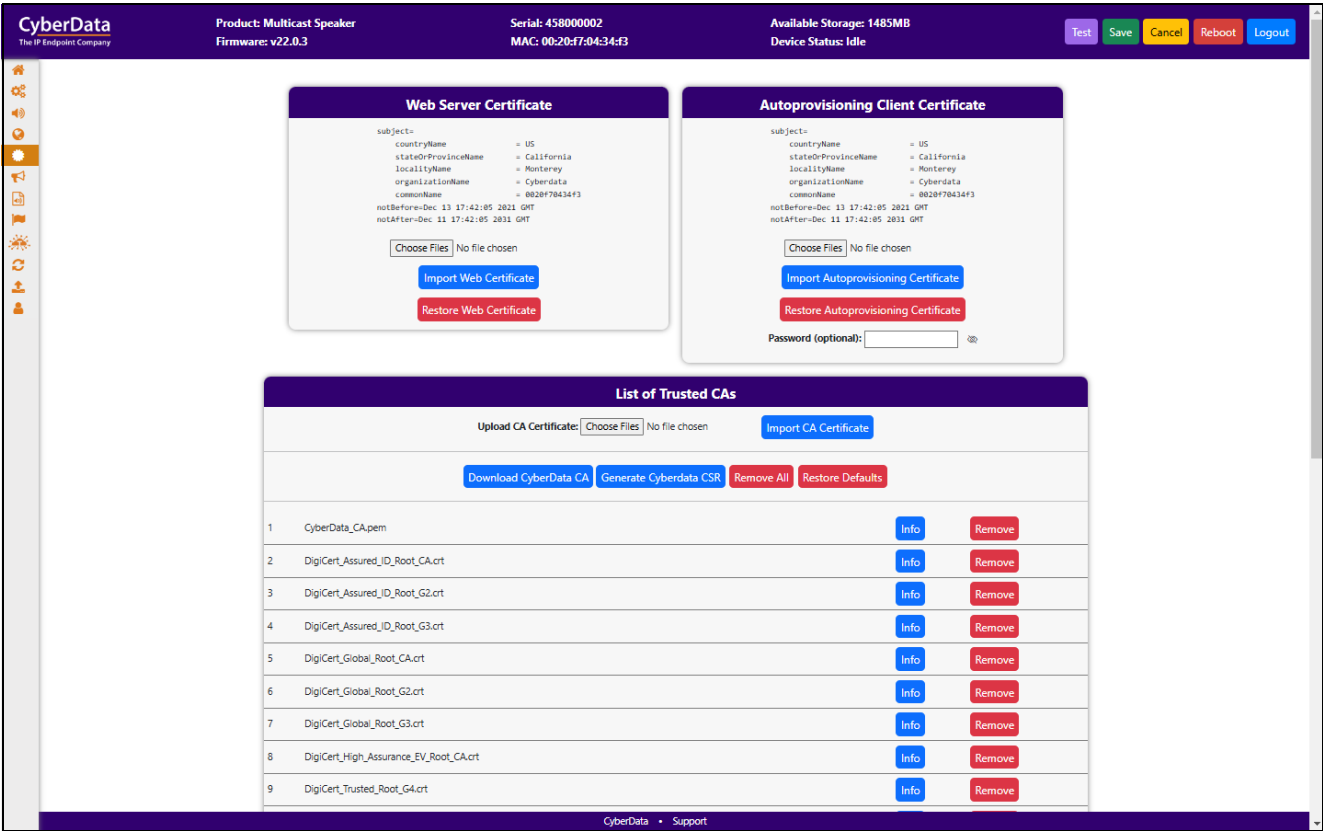 CyberData
The IP Endpoint Company
Product: Multicast Speaker
Firmware: v22.0.3
Serial: 458000002
MAC: 00:20:f7:04:34:f3
Available Storage: 1485MB
Device Status: Idle
Test Save Cancel Reboot Logout
Web Server Certificate
subject=
countryName = US
stateOrProvinceName = California
localityName = Monterey
organizationName = Cyberdata
commonName = 0020f70434f3
notBefore=Dec 13 17:42:05 2021 GMT
notAfter=Dec 11 17:42:05 2031 GMT
Choose Files No file chosen
Import Web Certificate
Restore Web Certificate
Autoprovisioning Client Certificate
subject=
countryName = US
stateOrProvinceName = California
localityName = Monterey
organizationName = Cyberdata
commonName = 0020f70434f3
notBefore=Dec 13 17:42:05 2021 GMT
notAfter=Dec 11 17:42:05 2031 GMT
Choose Files No file chosen
Import Autoprovisioning Certificate
Restore Autoprovisioning Certificate
Password (optional):
List of Trusted CAs
Upload CA Certificate: Choose Files No file chosen Import CA Certificate
Download CyberData CA Generate Cyberdata CSR Remove All Restore Defaults
1 CyberData_CA.pem Info Remove
2 DigiCert_Assured_ID_Root_CA.crt Info Remove
3 DigiCert_Assured_ID_Root_G2.crt Info Remove
4 DigiCert_Assured_ID_Root_G3.crt Info Remove
5 DigiCert_Global_Root_CA.crt Info Remove
6 DigiCert_Global_Root_G2.crt Info Remove
7 DigiCert_Global_Root_G3.crt Info Remove
8 DigiCert_High_Assurance_EV_Root_CA.crt Info Remove
9 DigiCert_Trusted_Root_G4.crt Info Remove
CyberData • Support